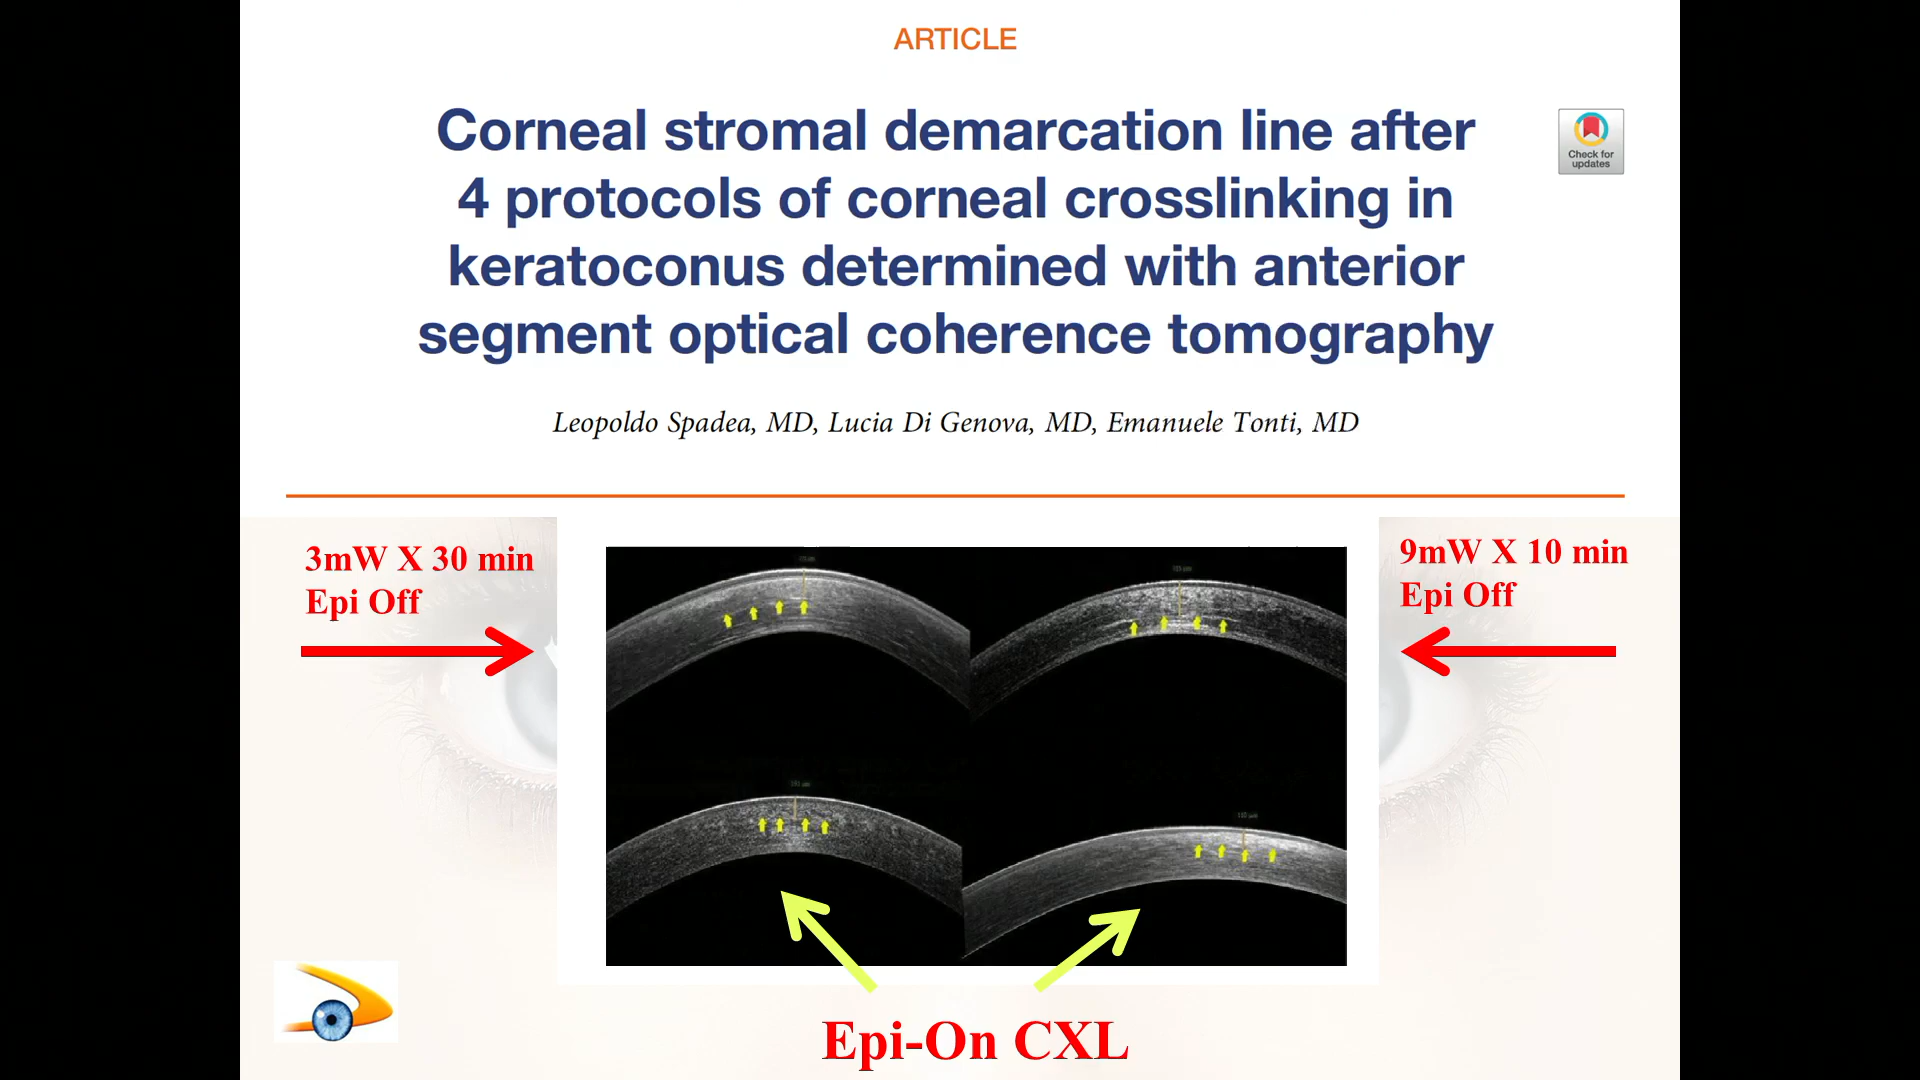 ARTICLE
Corneal stromal demarcation line after
4 protocols of corneal crosslinking in
keratoconus determined with anterior
segment optical coherence tomography
Check for
updates
Leopoldo Spadea, MD, Lucia Di Genova, MD, Emanuele Tonti, MD
3mW X 30 min
Epi Off
9mW X 10 min
Epi Off
Epi-On CXL